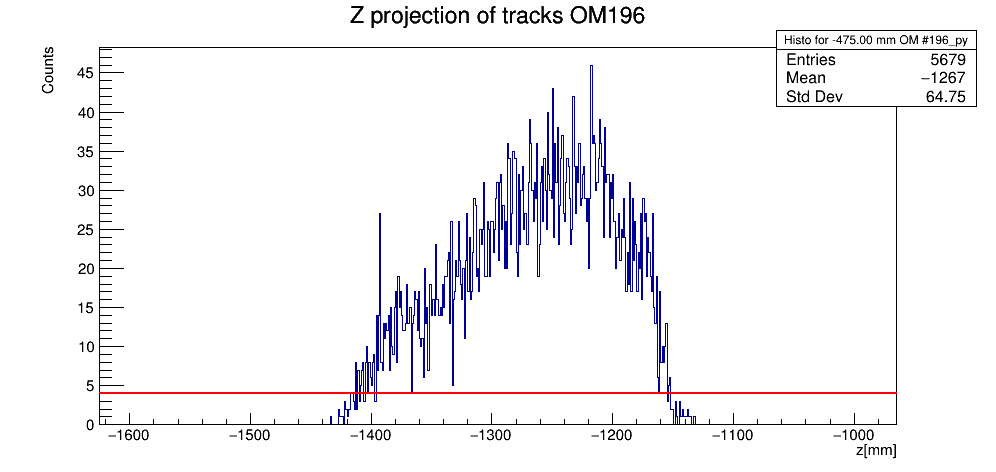 Z projection of tracks OM196
Histo for -475.00 mm OM #196_py
Entries 5679
Mean −1267
Std Dev 64.75
Counts
45
40
35
30
25
20
15
10
5
0
−1600 −1500 −1400 −1300 −1200 −1100 −1000
z[mm]